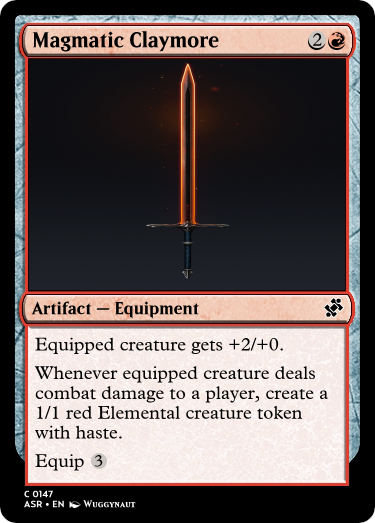 Magmatic Claymore 2
Artifact — Equipment
Equipped creature gets +2/+0.
Whenever equipped creature deals
combat damage to a player, create a
1/1 red Elemental creature token
with haste.
Equip 3
C 0147
ASR • EN Wuggynaut